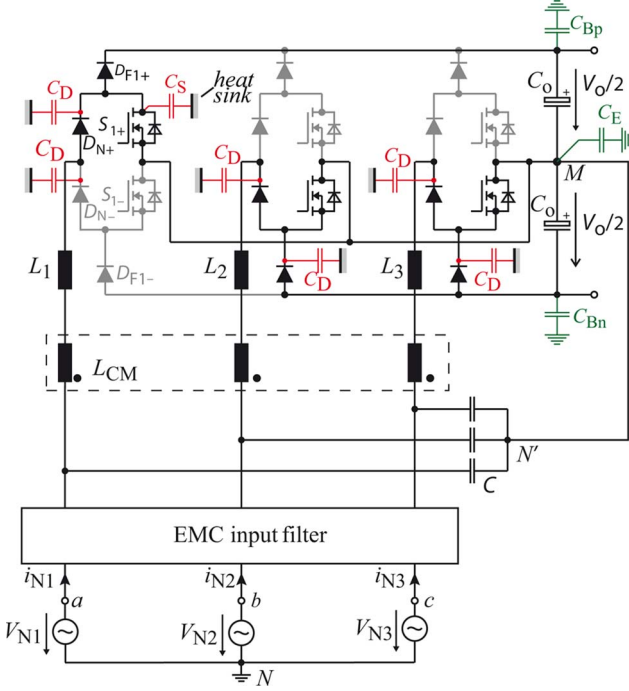 C_Bp
D_F1+
C_S
heat
sink
C_D
C_o
+
V_o/2
S_1+
C_E
D_N+
C_D
C_D
C_D
M
S_1−
D_N−
C_o
+
V_o/2
L_1
D_F1−
L_2
C_D
L_3
C_D
C_Bn
L_CM
N'
C
EMC input filter
i_N1
i_N2
i_N3
a
b
c
V_N1
V_N2
V_N3
N